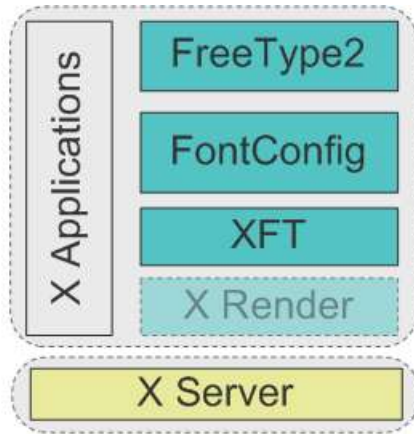 X Applications
FreeType2
FontConfig
XFT
X Render
X Server